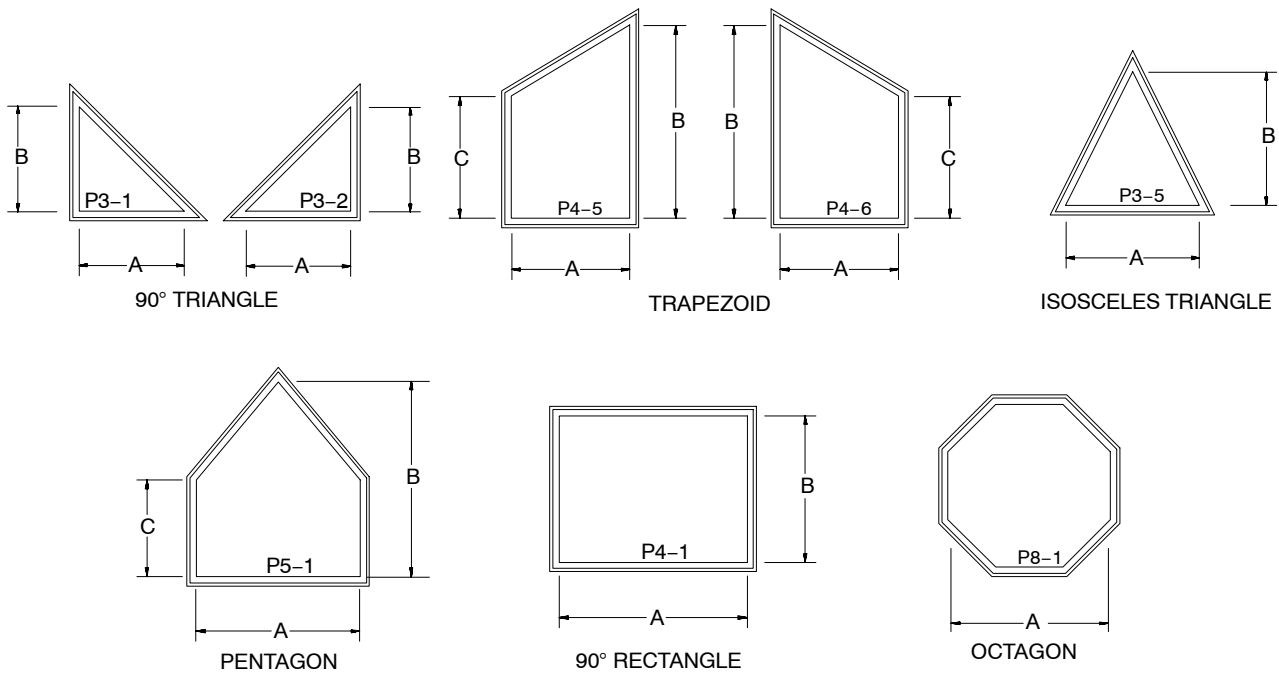 B
P3−1
A
P3−2
B
A
90° TRIANGLE
C
P4−5
B
A
B
P4−6
C
A
TRAPEZOID
B
P3−5
A
ISOSCELES TRIANGLE
C
P5−1
B
A
PENTAGON
P4−1
B
A
90° RECTANGLE
P8−1
A
OCTAGON